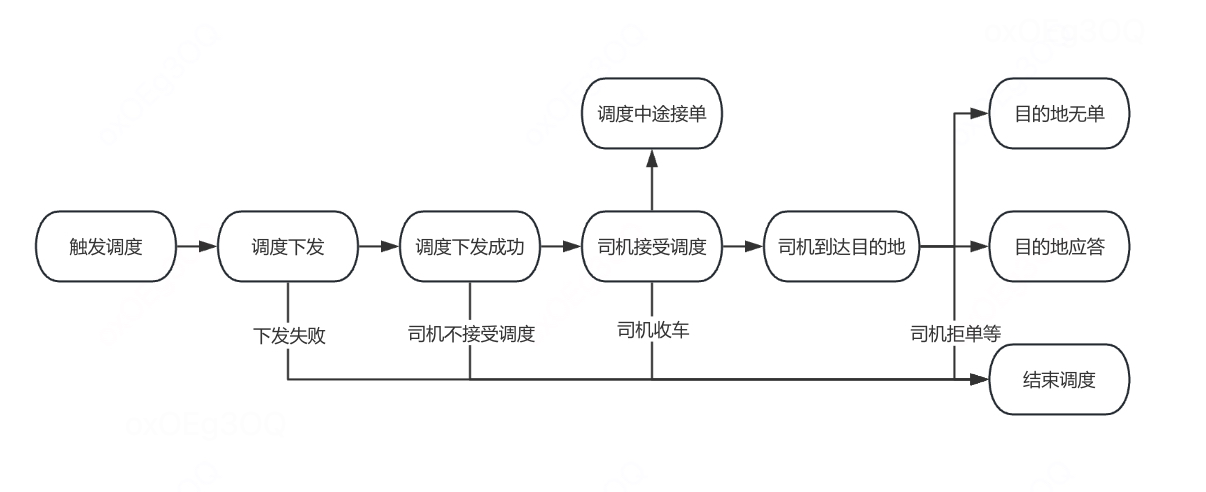 调度中途接单
目的地无单
触发调度
调度下发
调度下发成功
司机接受调度
司机到达目的地
目的地应答
下发失败
司机不接受调度
司机收车
司机拒单等
结束调度